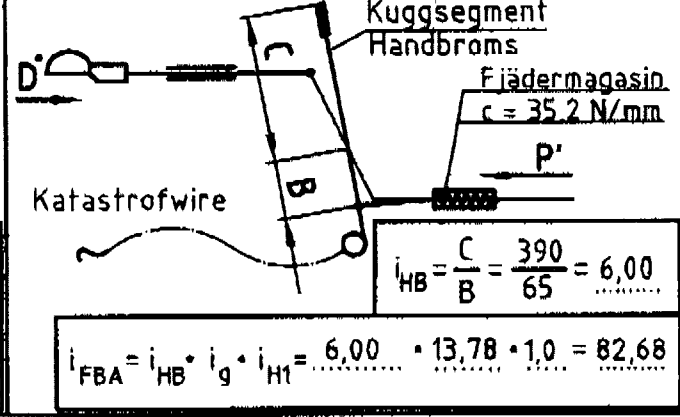 Kuggsegment
Handbroms
C
D'
Fjädermagasin
c = 35.2 N/mm
P'
B
Katastrofwire
i_HB = C/B = 390/65 = 6,00
i_FBA = i_HB · i_g · i_H1 = 6,00 · 13,78 · 1,0 = 82,68